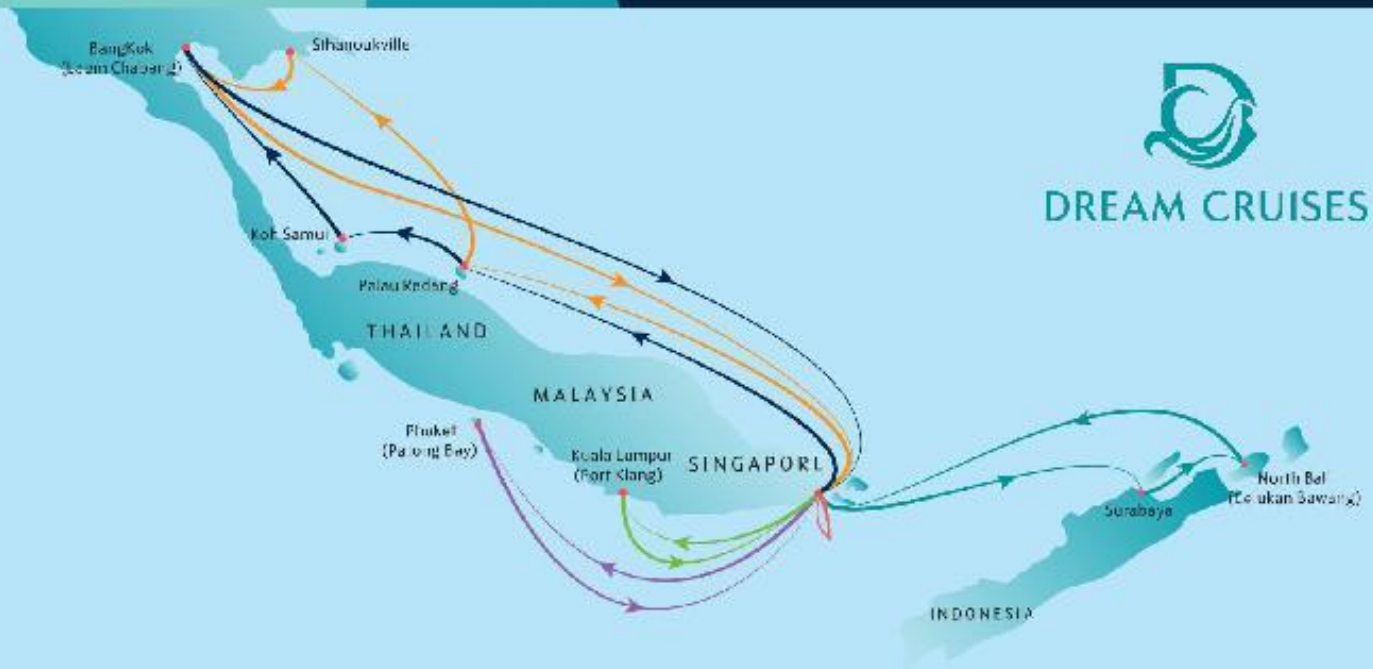 BangKok
(Laem Chabang)
Sihanoukville
DREAM CRUISES
Koh Samui
Palau Redang
THAILAND
MALAYSIA
Phuket
(Patong Bay)
Kuala Lumpur
(Port Klang)
SINGAPORE
North Bali
(Celukan Bawang)
Surabaya
INDONESIA